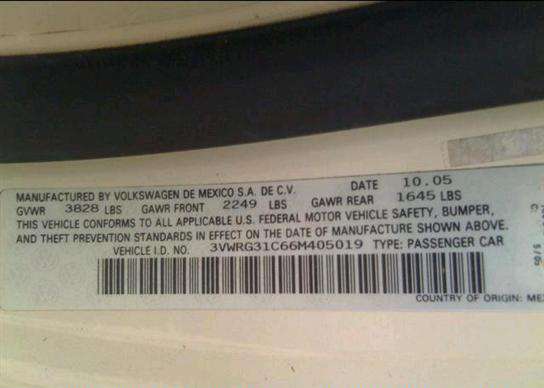 MANUFACTURED BY VOLKSWAGEN DE MEXICO S.A. DE C.V. DATE 10.05
GVWR 3828 LBS GAWR FRONT 2249 LBS GAWR REAR 1645 LBS
THIS VEHICLE CONFORMS TO ALL APPLICABLE U.S. FEDERAL MOTOR VEHICLE SAFETY, BUMPER,
AND THEFT PREVENTION STANDARDS IN EFFECT ON THE DATE OF MANUFACTURE SHOWN ABOVE.
VEHICLE I.D. NO. 3VWRG31C66M405019 TYPE: PASSENGER CAR
COUNTRY OF ORIGIN: ME